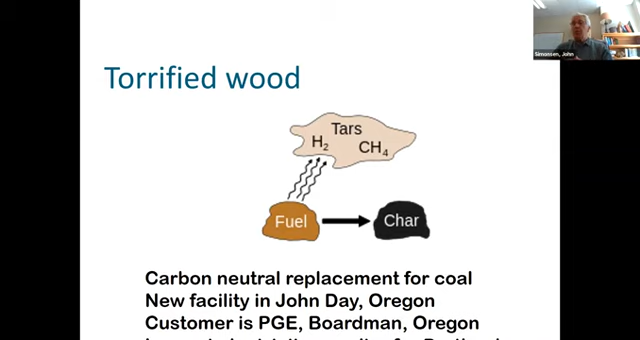 Simonsen, John
Torrified wood
Tars
H2
CH4
Fuel
Char
Carbon neutral replacement for coal
New facility in John Day, Oregon
Customer is PGE, Boardman, Oregon